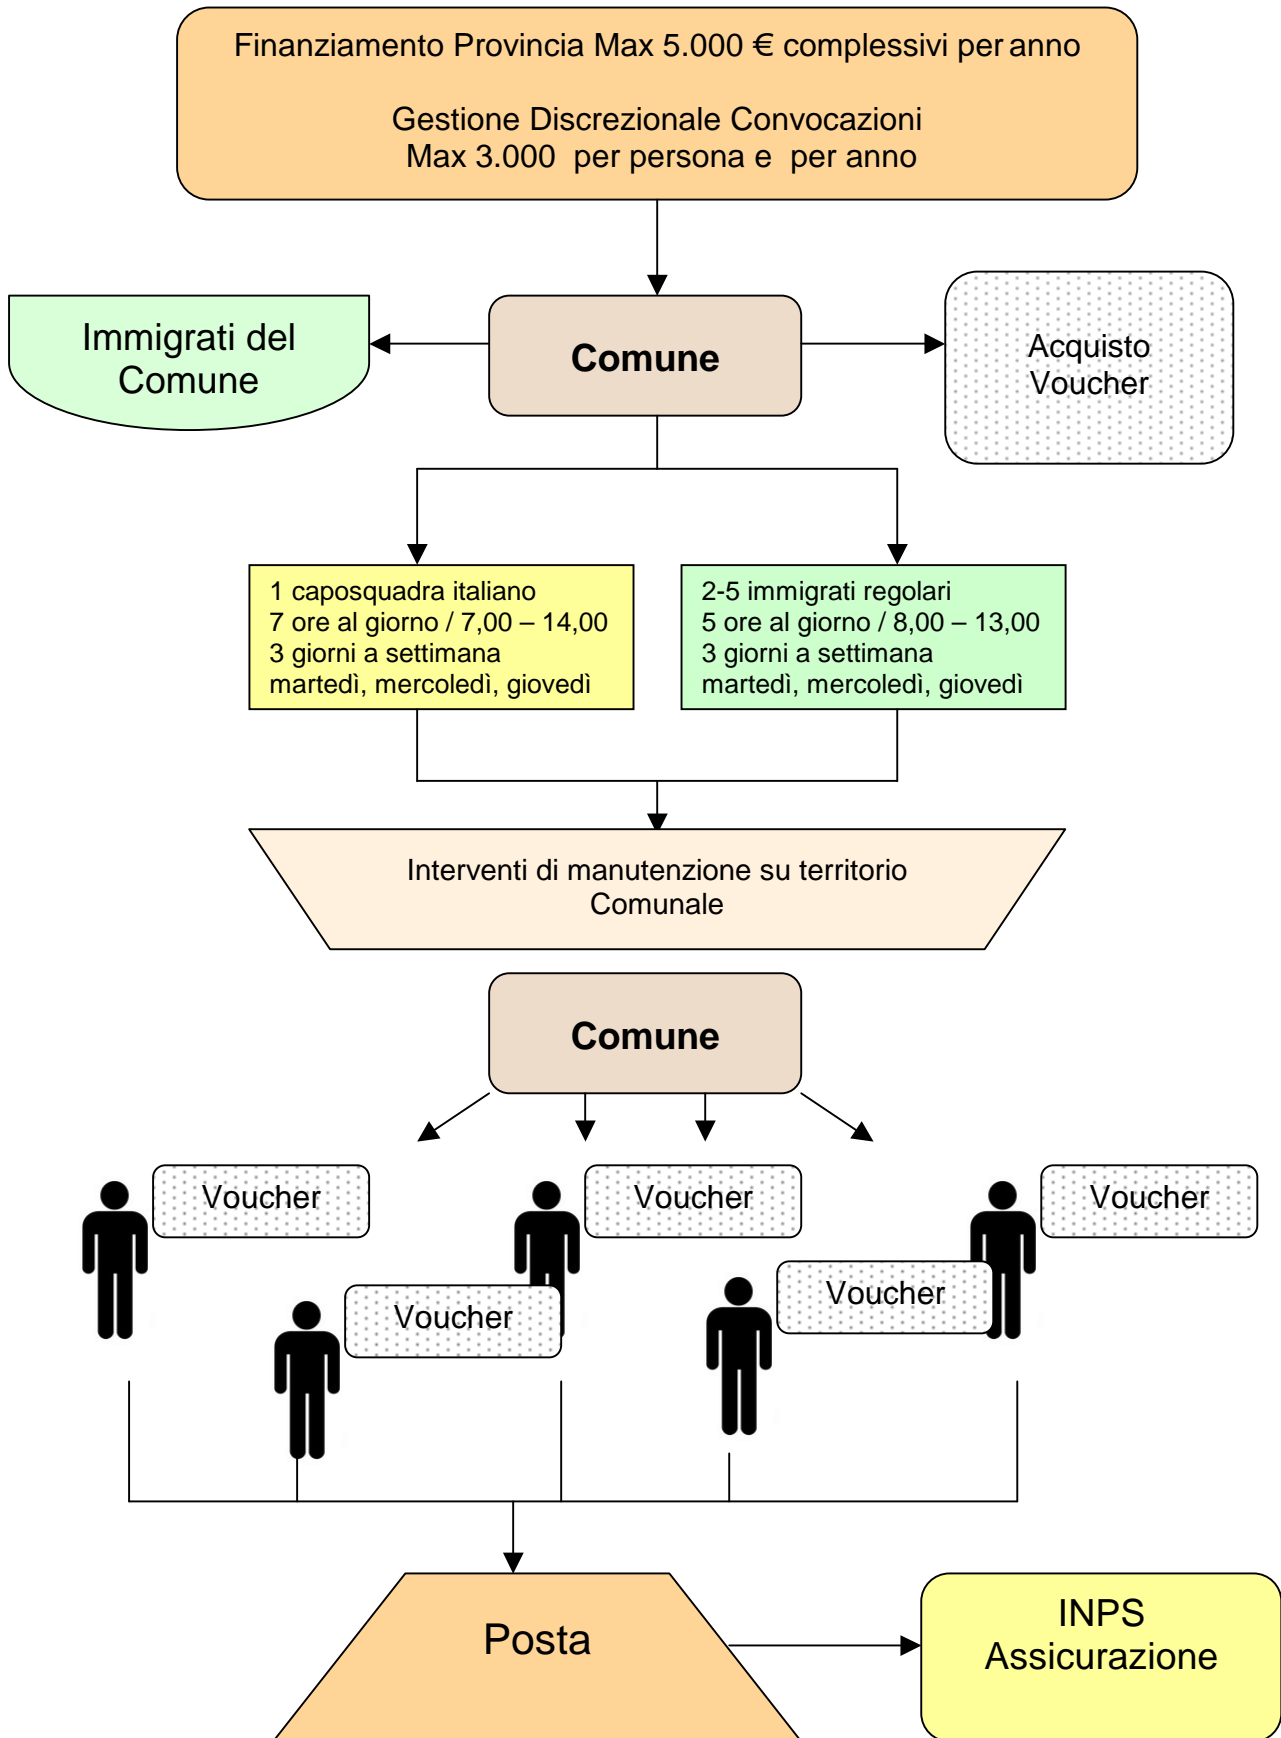 Finanziamento Provincia Max 5.000 € complessivi per anno
Gestione Discrezionale Convocazioni
Max 3.000 per persona e per anno
Immigrati del
Comune
Comune
Acquisto
Voucher
1 caposquadra italiano
7 ore al giorno / 7,00 – 14,00
3 giorni a settimana
martedì, mercoledì, giovedì
2-5 immigrati regolari
5 ore al giorno / 8,00 – 13,00
3 giorni a settimana
martedì, mercoledì, giovedì
Interventi di manutenzione su territorio
Comunale
Comune
Voucher
Voucher
Voucher
Voucher
Voucher
Posta
INPS
Assicurazione